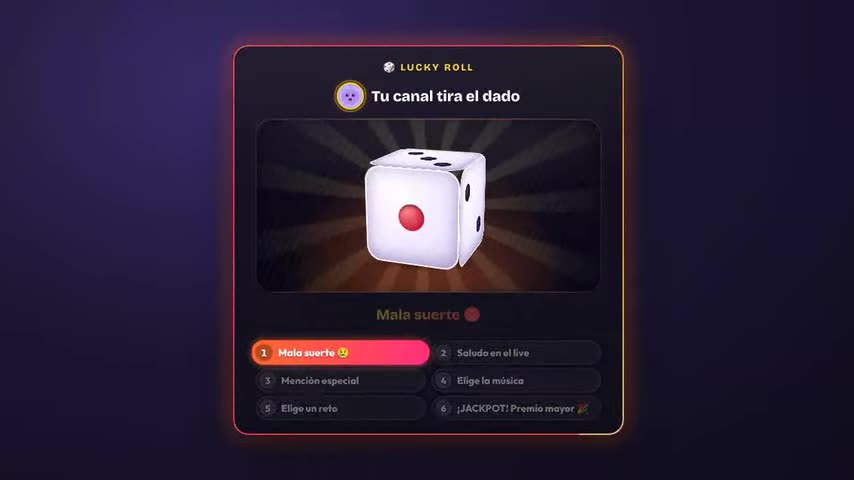 🎲 LUCKY ROLL
Tu canal tira el dado
Mala suerte 🔴
1 Mala suerte 😢
2 Saludo en el live
3 Mención especial
4 Elige la música
5 Elige un reto
6 ¡JACKPOT! Premio mayor 🎉